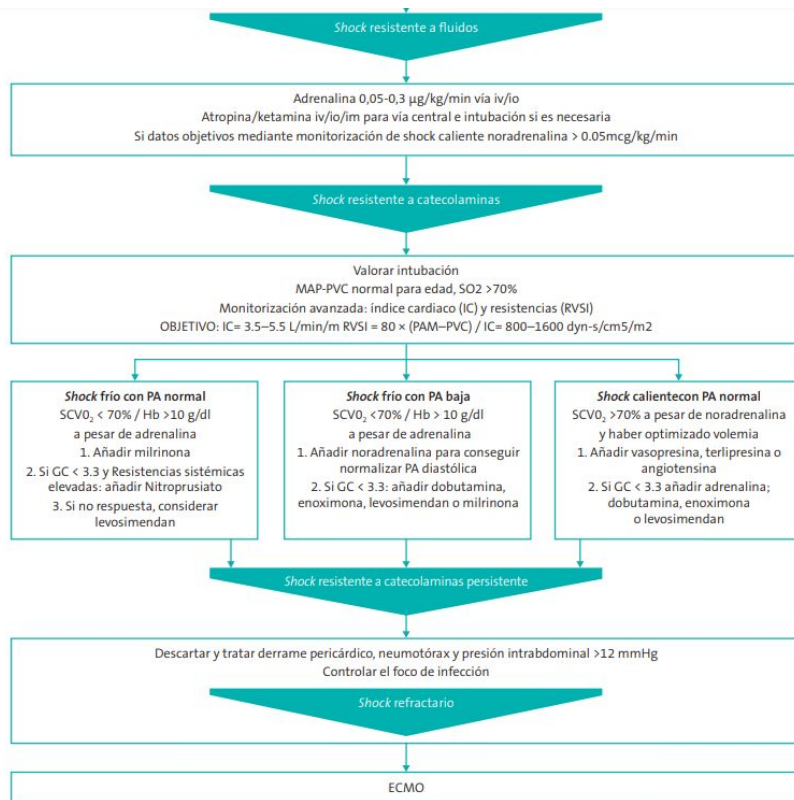 Shock resistente a fluidos
Adrenalina 0,05-0,3 µg/kg/min vía iv/io
Atropina/ketamina iv/io/im para vía central e intubación si es necesaria
Si datos objetivos mediante monitorización de shock caliente noradrenalina > 0.05mcg/kg/min
Shock resistente a catecolaminas
Valorar intubación
MAP-PVC normal para edad, SO2 >70%
Monitorización avanzada: índice cardiaco (IC) y resistencias (RVSI)
OBJETIVO: IC= 3.5–5.5 L/min/m RVSI = 80 × (PAM–PVC) / IC= 800–1600 dyn-s/cm5/m2
Shock frío con PA normal
SCV0₂ < 70% / Hb >10 g/dl
a pesar de adrenalina
1. Añadir milrinona
2. Si GC < 3.3 y Resistencias sistémicas
elevadas: añadir Nitroprusiato
3. Si no respuesta, considerar
levosimendan
Shock frío con PA baja
SCV0₂ <70% / Hb > 10 g/dl
a pesar de adrenalina
1. Añadir noradrenalina para conseguir
normalizar PA diastólica
2. Si GC < 3.3: añadir dobutamina,
enoximona, levosimendan o milrinona
Shock calientecon PA normal
SCV0₂ >70% a pesar de noradrenalina
y haber optimizado volemia
1. Añadir vasopresina, terlipresina o
angiotensina
2. Si GC < 3.3 añadir adrenalina;
dobutamina, enoximona
o levosimendan
Shock resistente a catecolaminas persistente
Descartar y tratar derrame pericárdico, neumotórax y presión intrabdominal >12 mmHg
Controlar el foco de infección
Shock refractario
ECMO